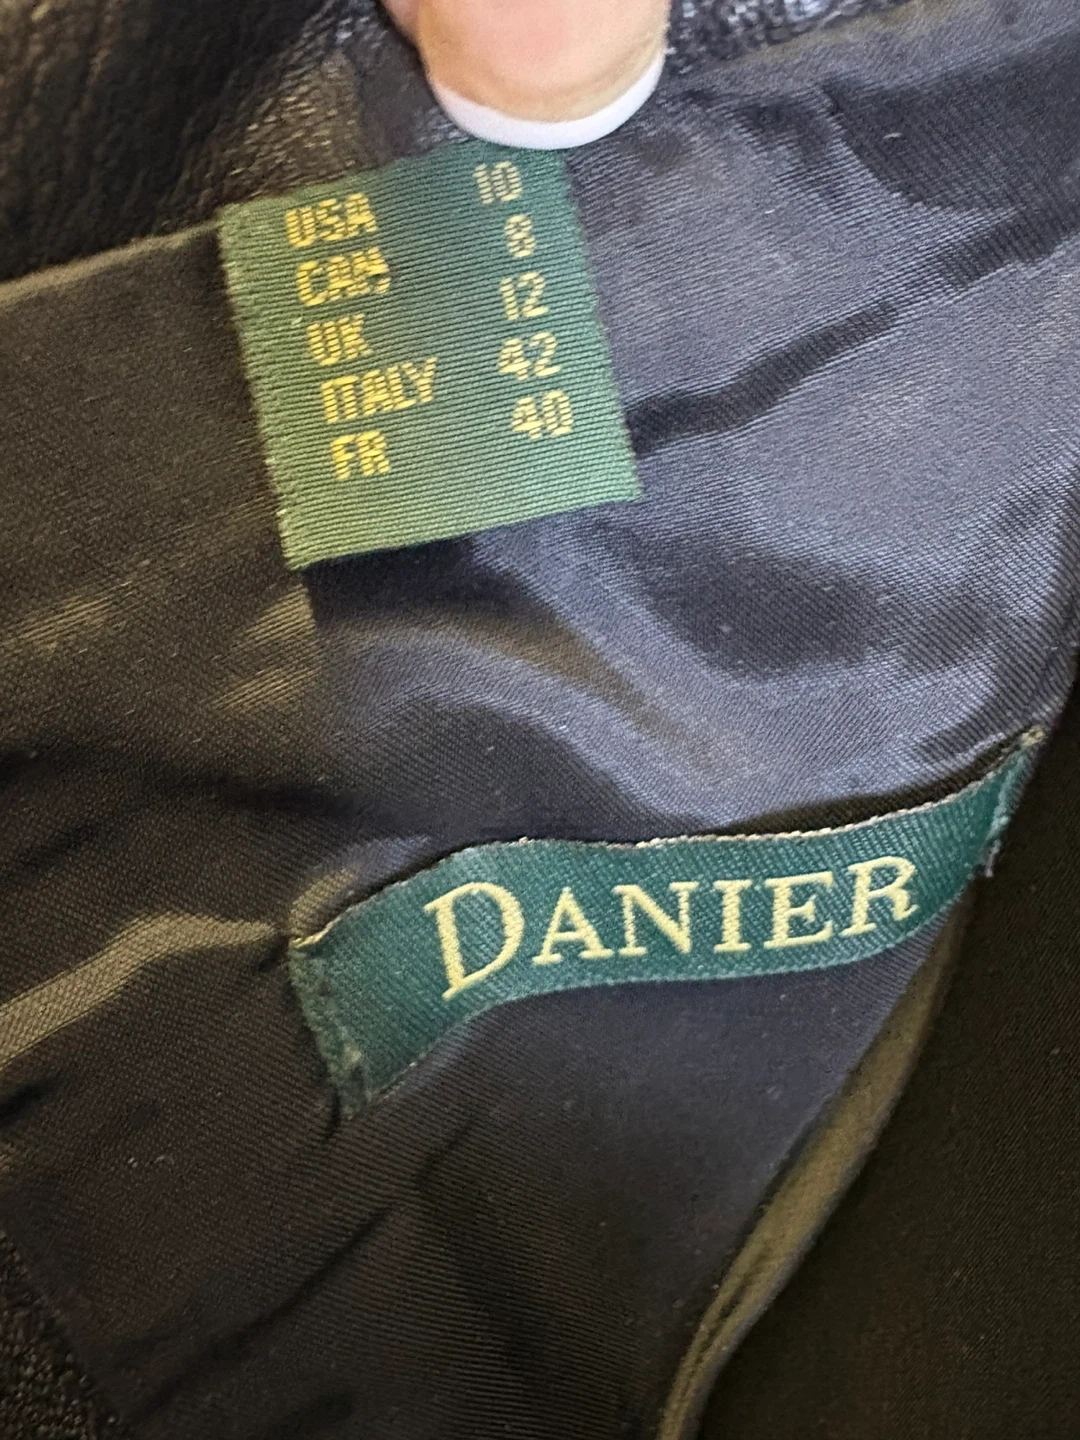 USA 10
CAN 8
UK 12
ITALY 42
FR 40
DANIER